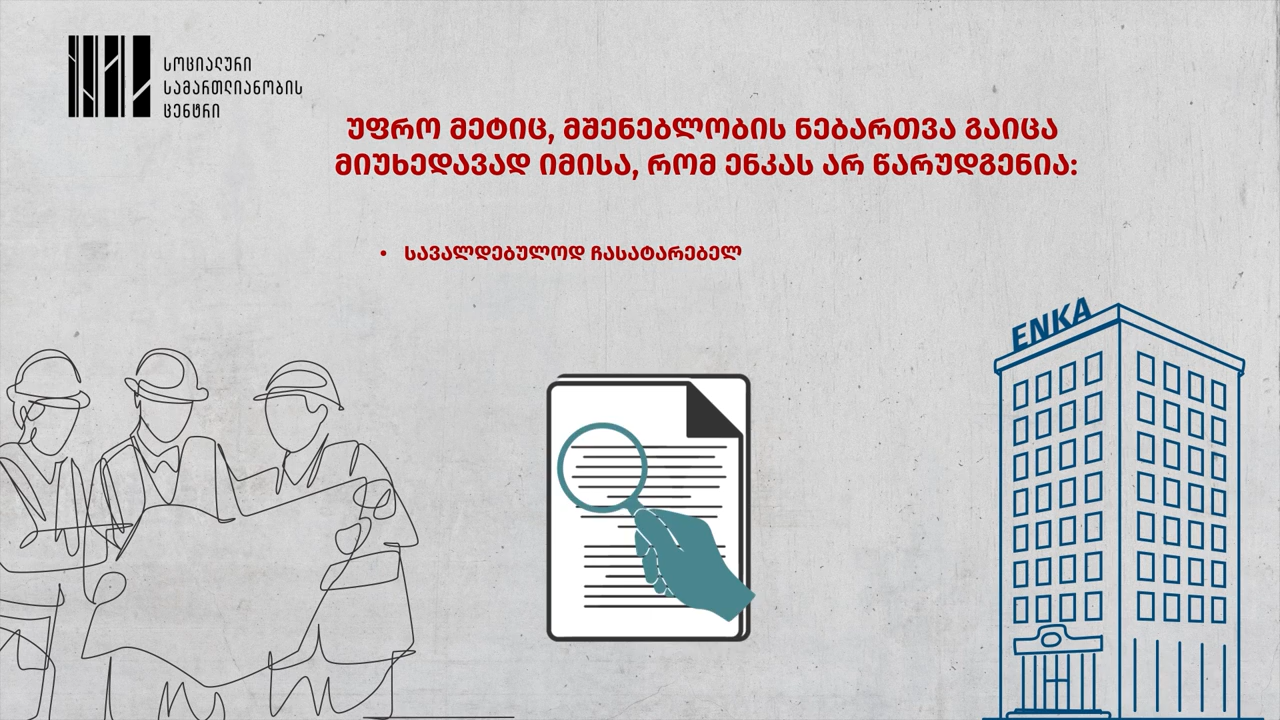 სოციალური
სამართლიანობის
ცენტრი
უფრო მეტიც, მშენებლობის ნებართვა გაიცა
მიუხედავად იმისა, რომ ენკას არ წარუდგენია:
• სავალდებულოდ ჩასატარებელ
ENKA